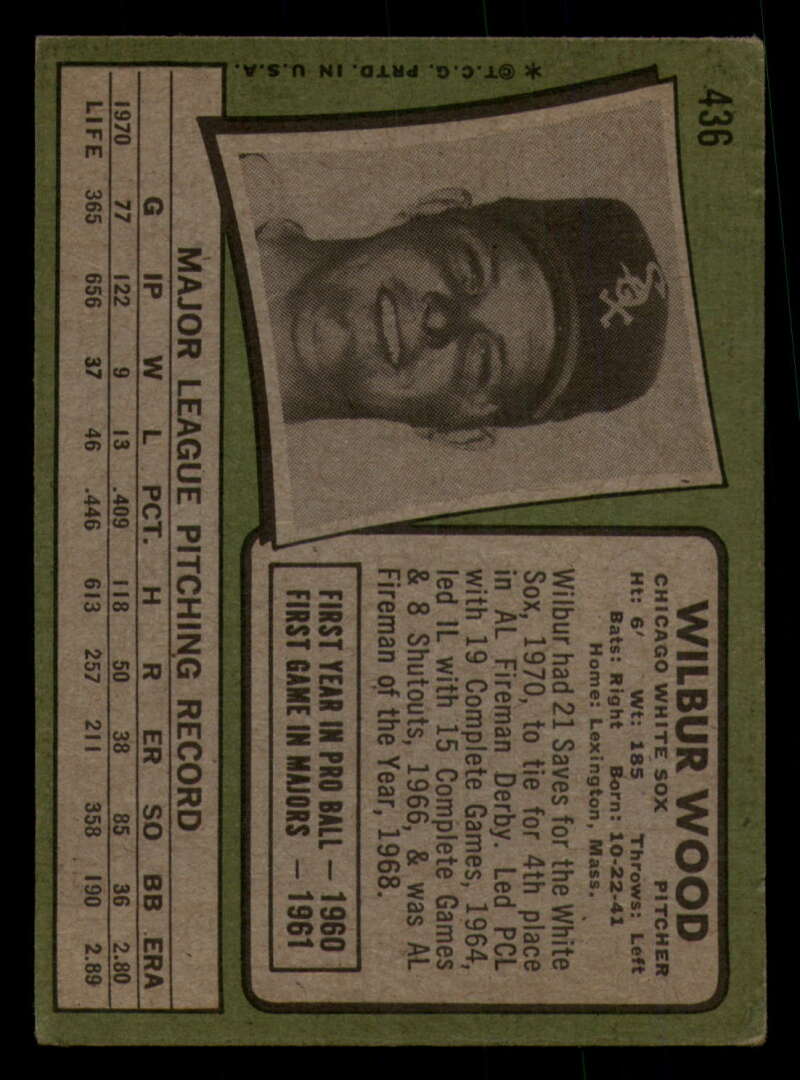 436
WILBUR WOOD
CHICAGO WHITE SOX PITCHER
Ht: 6' Wt: 185 Throws: Left
Bats: Right Born: 10-22-41
Home: Lexington, Mass.
Wilbur had 21 Saves for the White
Sox, 1970, to tie for 4th place
in AL Fireman Derby. Led PCL
with 19 Complete Games, 1964,
led IL with 15 Complete Games
& 8 Shutouts, 1966, & was AL
Fireman of the Year, 1968.
FIRST YEAR IN PRO BALL — 1960
FIRST GAME IN MAJORS — 1961
SOX
MAJOR LEAGUE PITCHING RECORD
G IP W L PCT. H R ER SO BB ERA
1970 77 122 9 13 .409 118 50 38 85 36 2.80
LIFE 365 656 37 46 .446 613 257 211 358 190 2.89
* ©T.C.G. PRTD. IN U.S.A.